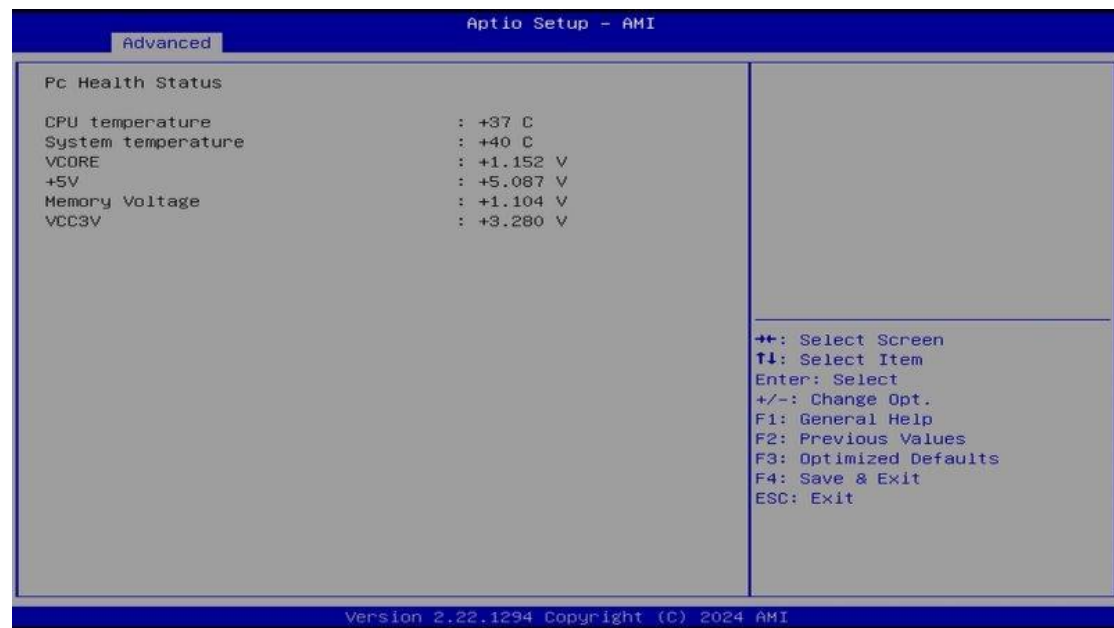 Aptio Setup – AMI
Advanced
Pc Health Status
CPU temperature : +37 C
System temperature : +40 C
VCORE : +1.152 V
+5V : +5.087 V
Memory Voltage : +1.104 V
VCC3V : +3.280 V
→←: Select Screen
↑↓: Select Item
Enter: Select
+/-: Change Opt.
F1: General Help
F2: Previous Values
F3: Optimized Defaults
F4: Save & Exit
ESC: Exit
Version 2.22.1294 Copyright (C) 2024 AMI